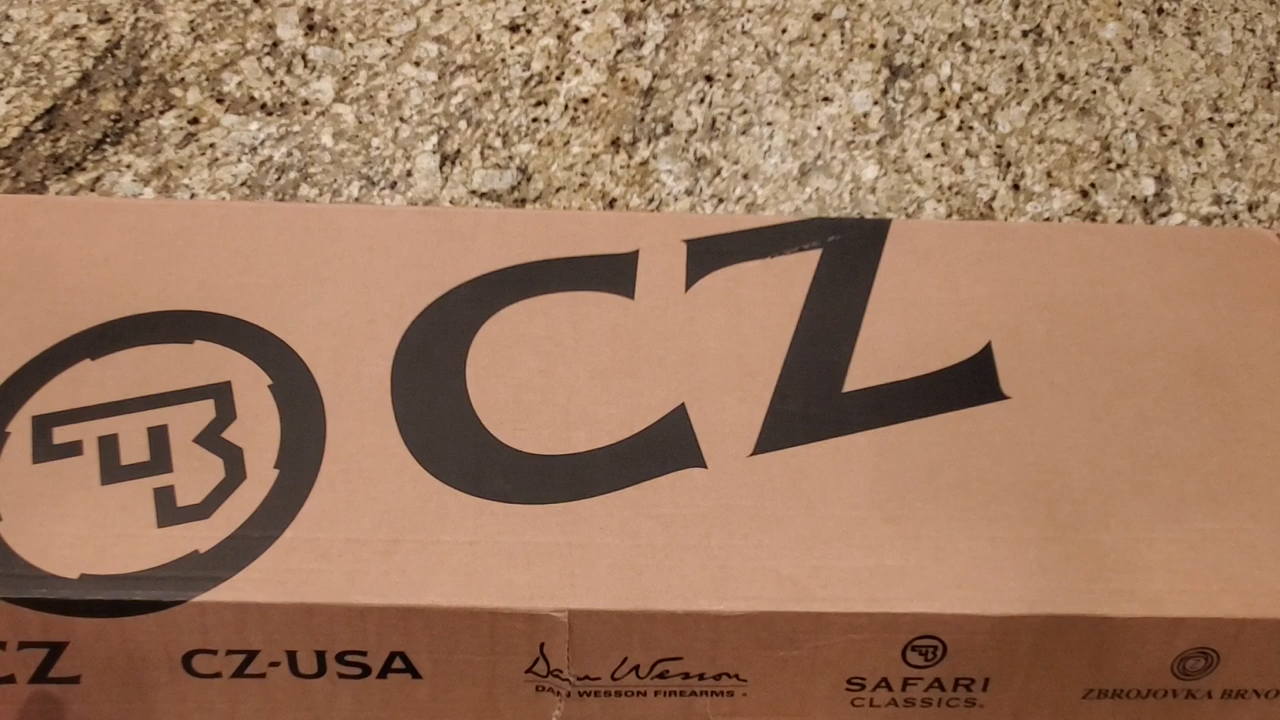 CZ
CZ
CZ-USA
Dan Wesson
DAN WESSON FIREARMS
SAFARI
CLASSICS
ZBROJOVKA BRNO